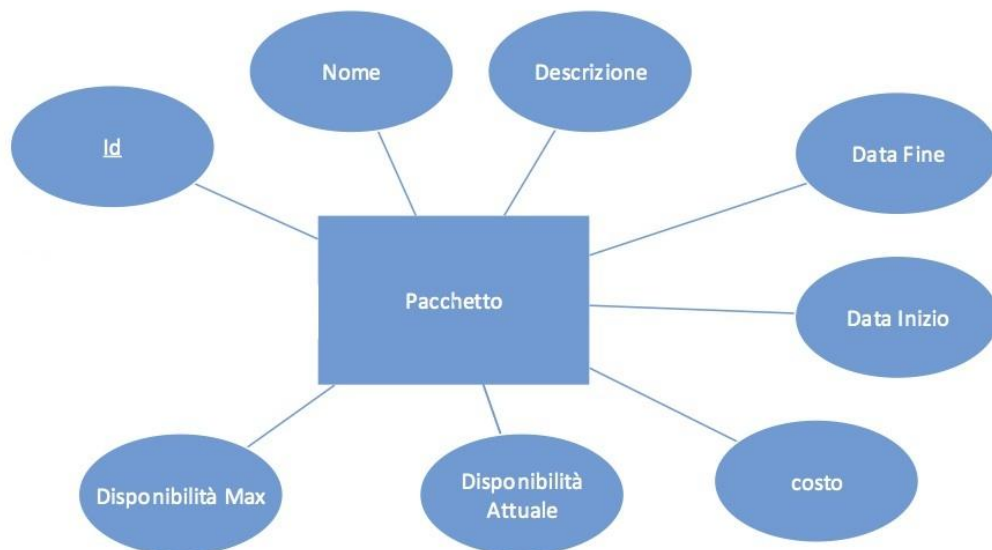 Nome
Descrizione
Id
Data Fine
Pacchetto
Data Inizio
Disponibilità Max
Disponibilità
Attuale
costo